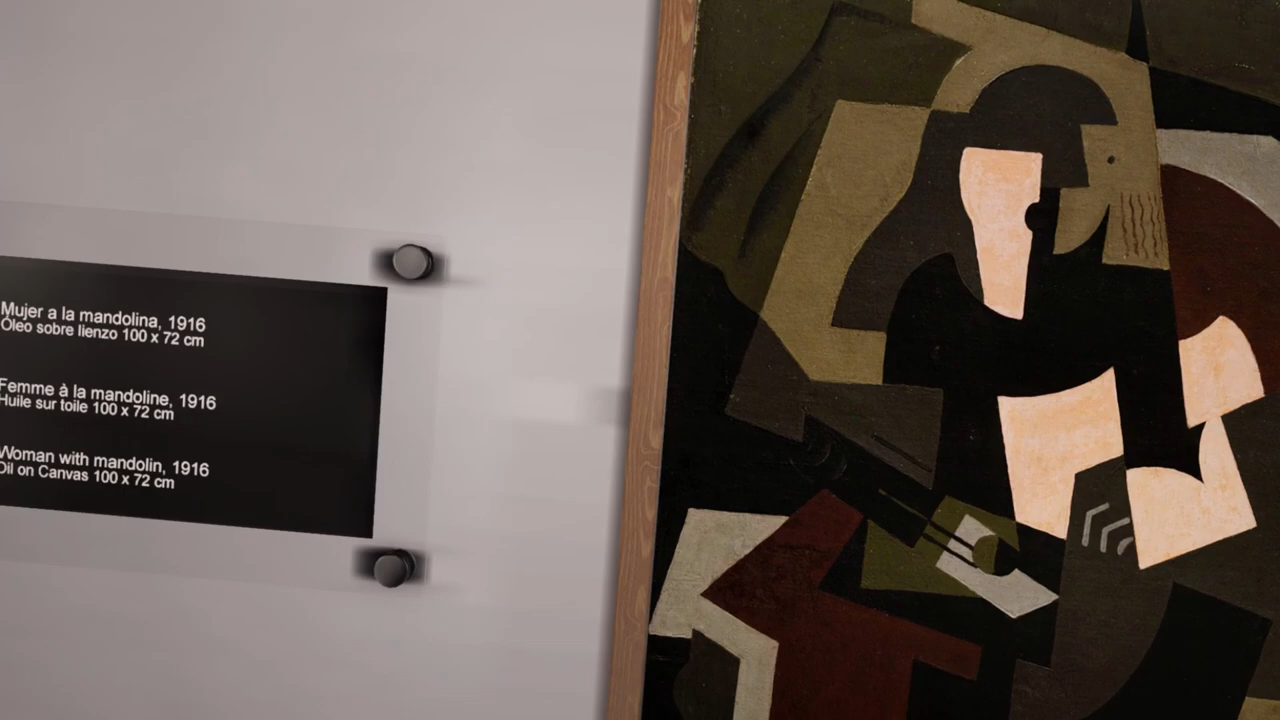 Mujer a la mandolina, 1916
Óleo sobre lienzo 100 x 72 cm
Femme à la mandoline, 1916
Huile sur toile 100 x 72 cm
Woman with mandolin, 1916
Oil on Canvas 100 x 72 cm